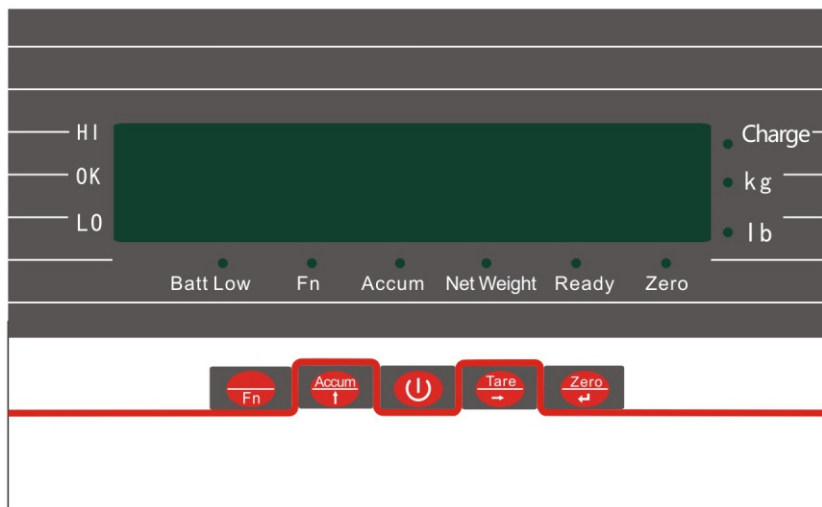 HI
Charge
OK
kg
LO
lb
Batt Low Fn Accum Net Weight Ready Zero
Fn
Accum
↑
Tare
→
Zero
↵